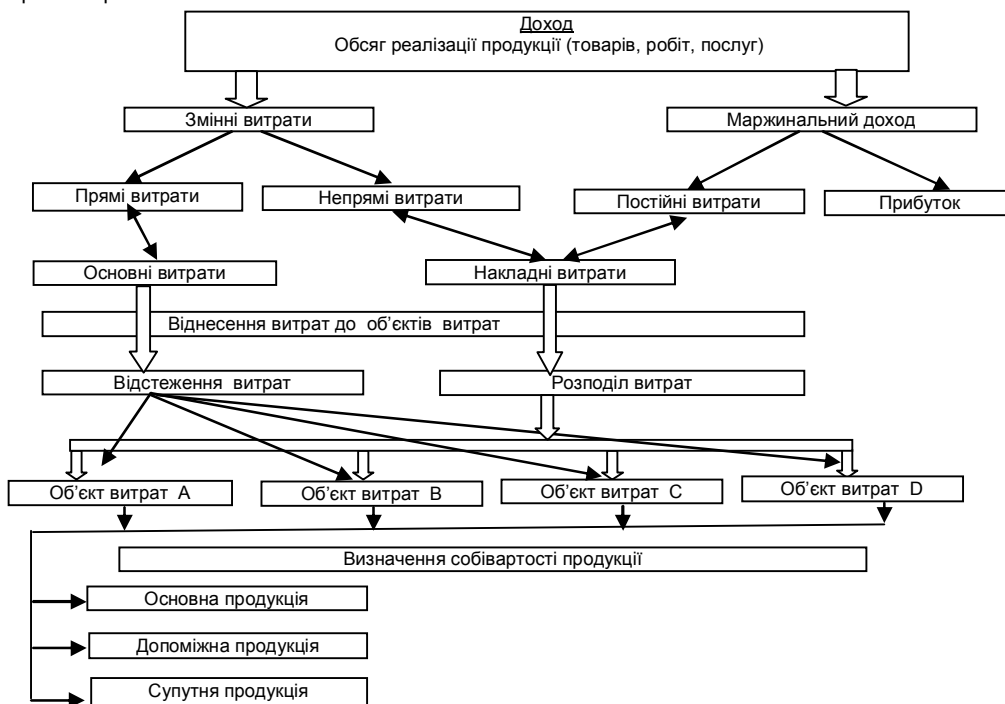 Доход
Обсяг реалізації продукції (товарів, робіт, послуг)
Змінні витрати
Маржинальний доход
Прямі витрати
Непрямі витрати
Постійні витрати
Прибуток
Основні витрати
Накладні витрати
Віднесення витрат до об’єктів витрат
Відстеження витрат
Розподіл витрат
Об’єкт витрат A
Об’єкт витрат B
Об’єкт витрат C
Об’єкт витрат D
Визначення собівартості продукції
Основна продукція
Допоміжна продукція
Супутня продукція